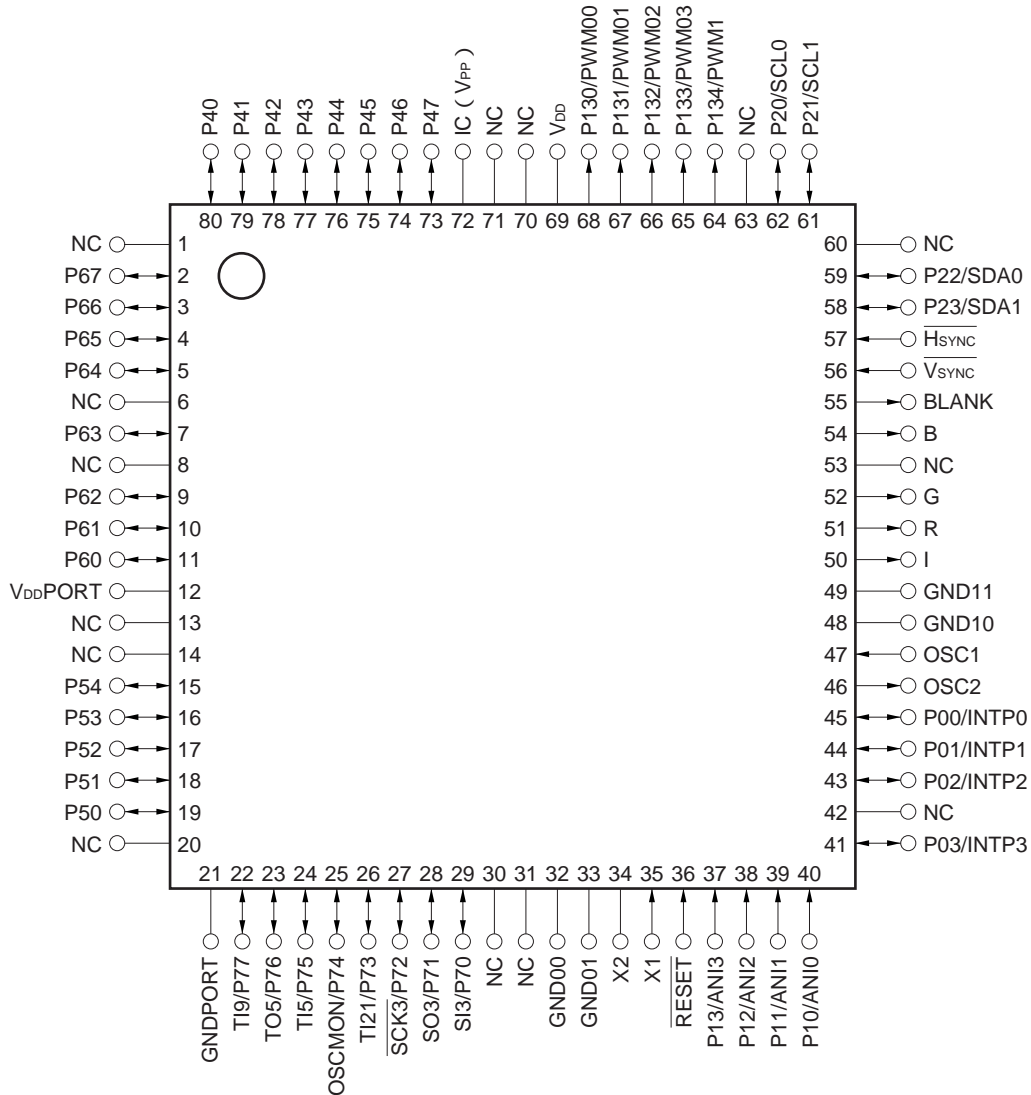 P40
P41
P42
P43
P44
P45
P46
P47
IC ( VPP )
NC
NC
VDD
P130/PWM00
P131/PWM01
P132/PWM02
P133/PWM03
P134/PWM1
NC
P20/SCL0
P21/SCL1
80 79 78 77 76 75 74 73 72 71 70 69 68 67 66 65 64 63 62 61
NC 1 60 NC
P67 2 59 P22/SDA0
P66 3 58 P23/SDA1
P65 4 57 HSYNC
P64 5 56 VSYNC
NC 6 55 BLANK
P63 7 54 B
NC 8 53 NC
P62 9 52 G
P61 10 51 R
P60 11 50 I
VDDPORT 12 49 GND11
NC 13 48 GND10
NC 14 47 OSC1
P54 15 46 OSC2
P53 16 45 P00/INTP0
P52 17 44 P01/INTP1
P51 18 43 P02/INTP2
P50 19 42 NC
NC 20 41 P03/INTP3
21 22 23 24 25 26 27 28 29 30 31 32 33 34 35 36 37 38 39 40
GNDPORT
TI9/P77
TO5/P76
TI5/P75
OSCMON/P74
TI21/P73
SCK3/P72
SO3/P71
SI3/P70
NC
NC
GND00
GND01
X2
X1
RESET
P13/ANI3
P12/ANI2
P11/ANI1
P10/ANI0